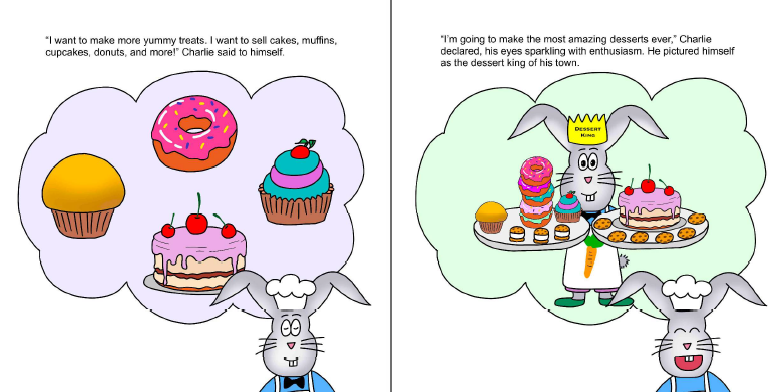 “I want to make more yummy treats. I want to sell cakes, muffins,
cupcakes, donuts, and more!” Charlie said to himself.
“I’m going to make the most amazing desserts ever,” Charlie
declared, his eyes sparkling with enthusiasm. He pictured himself
as the dessert king of his town.
DESSERT
KING